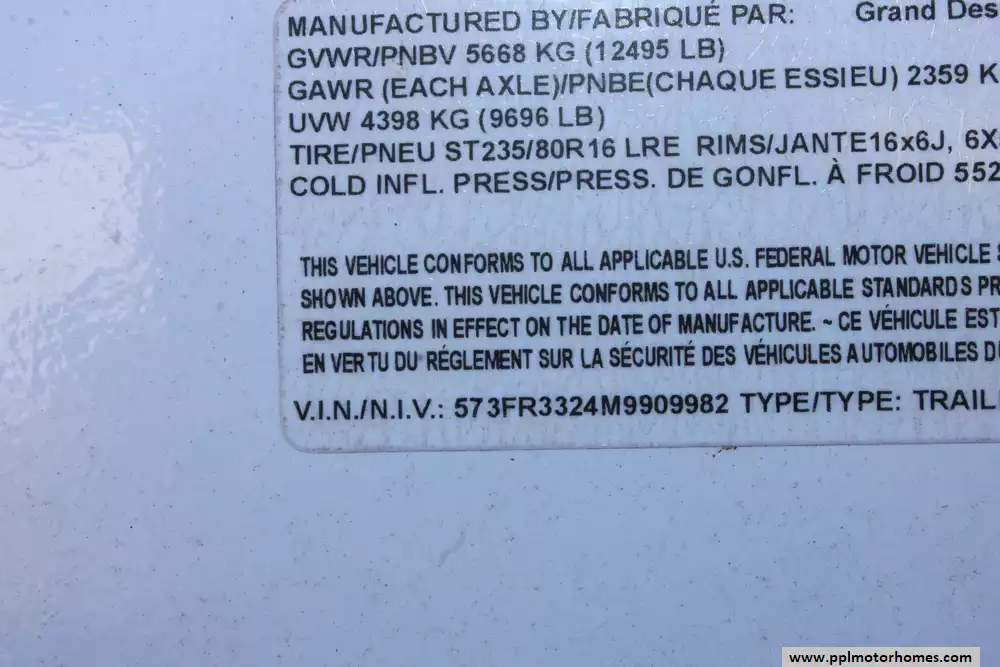 MANUFACTURED BY/FABRIQUÉ PAR: Grand Des
GVWR/PNBV 5668 KG (12495 LB)
GAWR (EACH AXLE)/PNBE(CHAQUE ESSIEU) 2359 K
UVW 4398 KG (9696 LB)
TIRE/PNEU ST235/80R16 LRE RIMS/JANTE16x6J, 6X
COLD INFL. PRESS/PRESS. DE GONFL. À FROID 552
THIS VEHICLE CONFORMS TO ALL APPLICABLE U.S. FEDERAL MOTOR VEHICLE
SHOWN ABOVE. THIS VEHICLE CONFORMS TO ALL APPLICABLE STANDARDS PR
REGULATIONS IN EFFECT ON THE DATE OF MANUFACTURE. ~ CE VÉHICULE EST
EN VERTU DU RÉGLEMENT SUR LA SÉCURITÉ DES VÉHICULES AUTOMOBILES D
V.I.N./N.I.V.: 573FR3324M9909982 TYPE/TYPE: TRAIL
www.pplmotorhomes.com